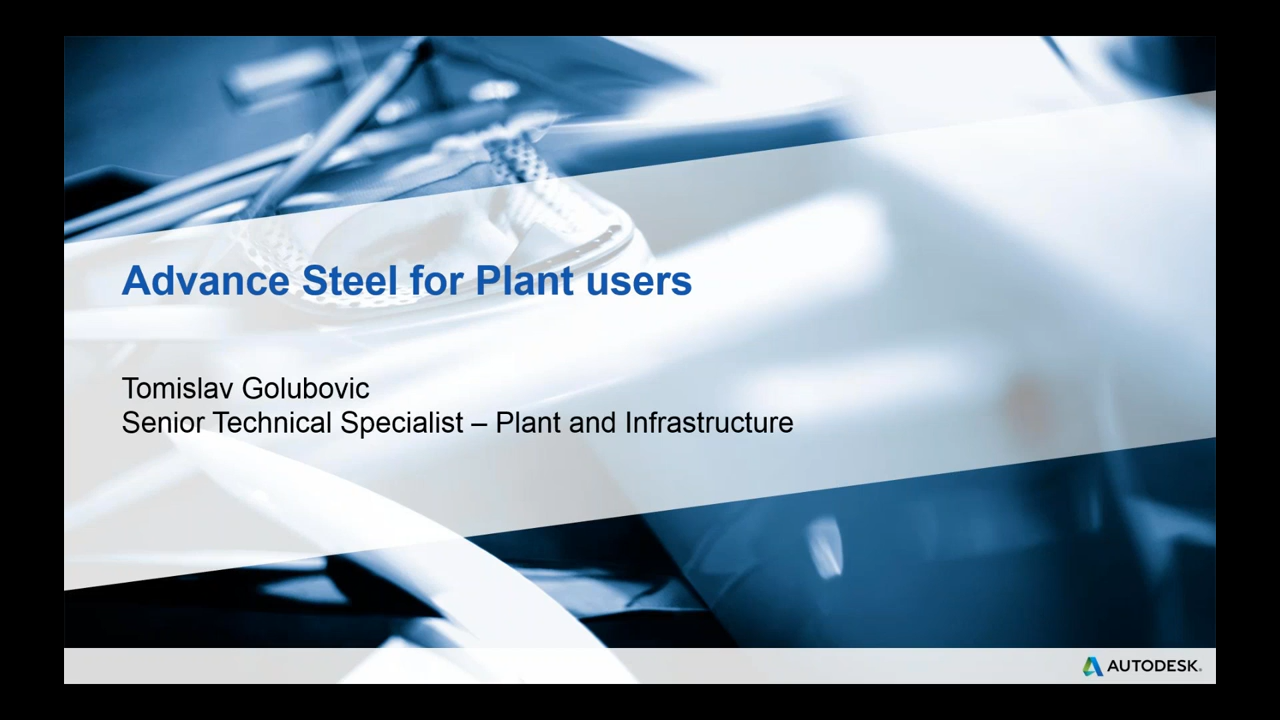 Advance Steel for Plant users
Tomislav Golubovic
Senior Technical Specialist – Plant and Infrastructure
AUTODESK.